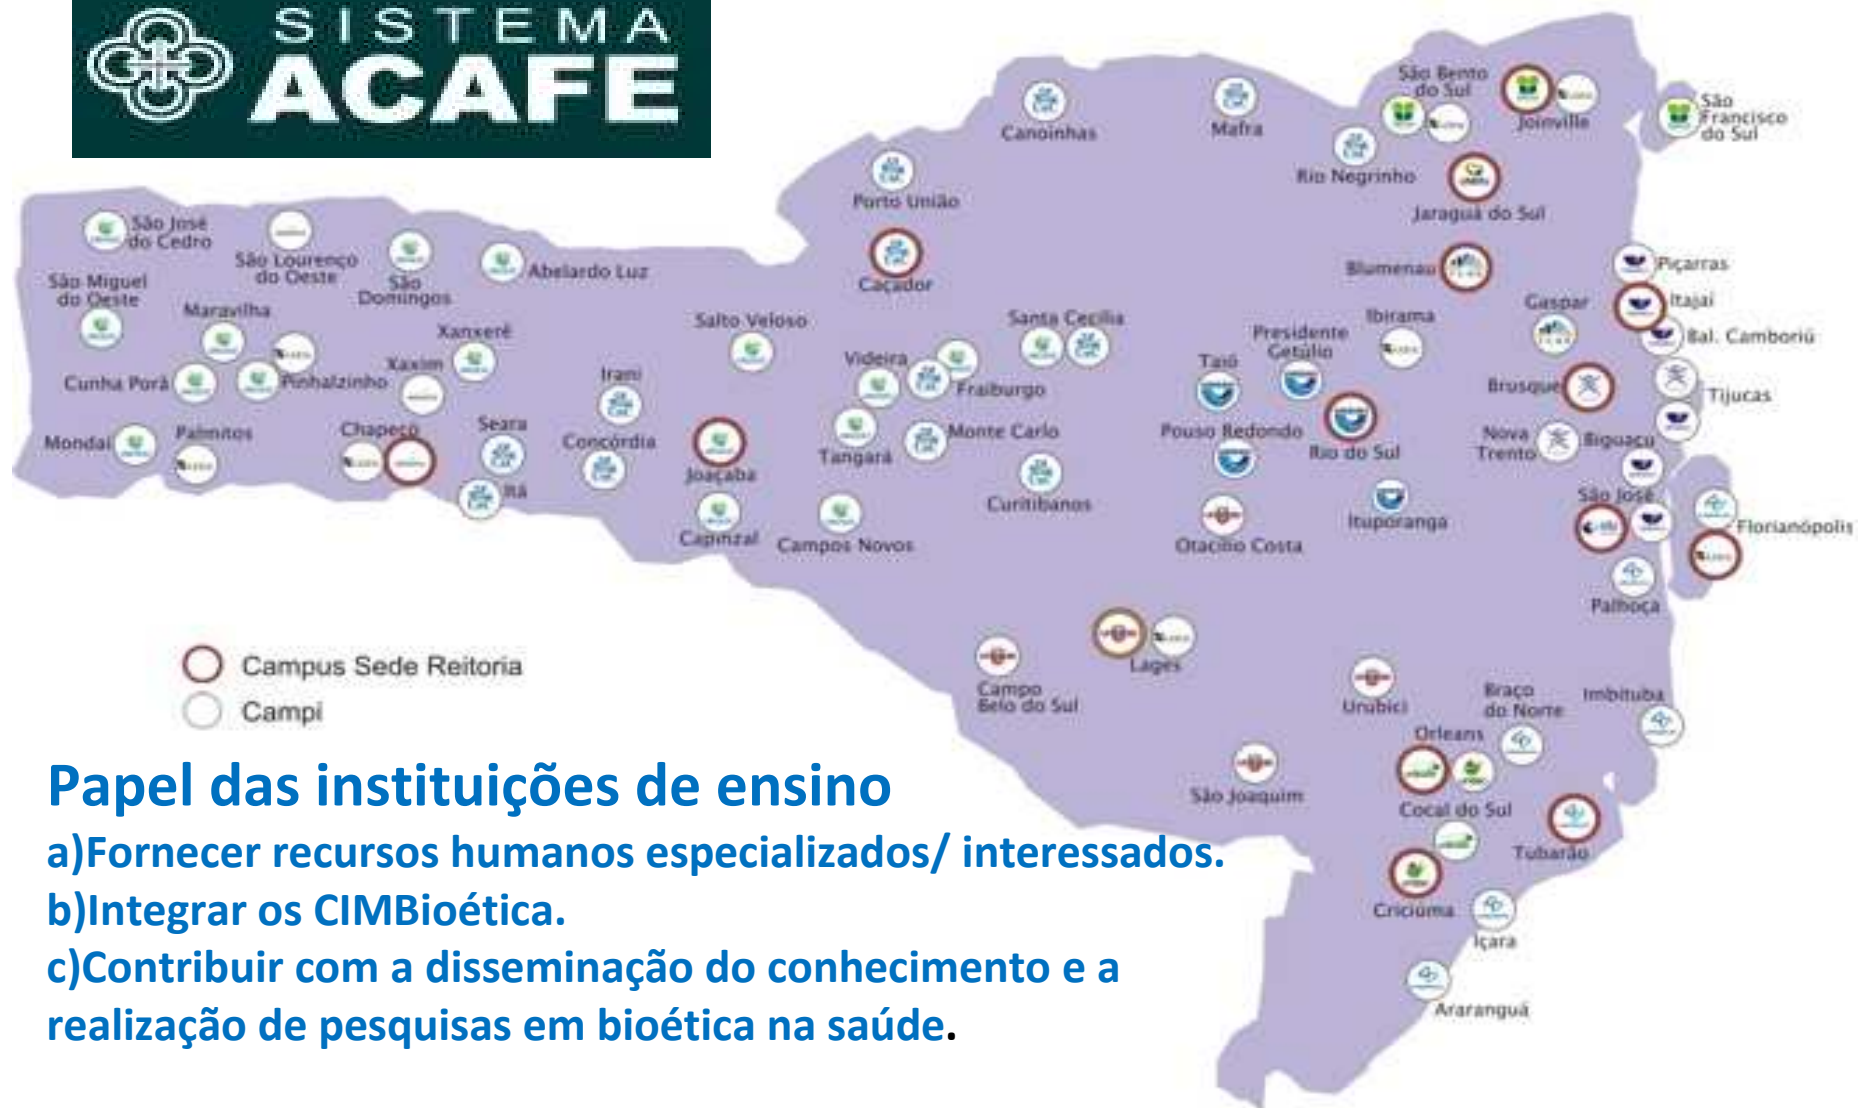 SISTEMA
ACAFE
São Bento
do Sul
Joinville
São
Francisco
do Sul
Canoinhas
Mafra
Rio Negrinho
Jaraguá do Sul
Porto União
Caçador
São José
do Cedro
São Lourenço
do Oeste
São
Domingos
Abelardo Luz
São Miguel
do Oeste
Maravilha
Xanxerê
Xaxim
Cunha Porã
Pinhalzinho
Mondaí
Palmitos
Chapecó
Seara
Itá
Irani
Concórdia
Salto Veloso
Joaçaba
Capinzal
Videira
Fraiburgo
Tangará
Monte Carlo
Campos Novos
Santa Cecília
Curitibanos
Blumenau
Piçarras
Itajaí
Bal. Camboriú
Gaspar
Ibirama
Presidente
Getúlio
Taió
Brusque
Tijucas
Pouso Redondo
Rio do Sul
Nova
Trento
Biguaçu
São José
Florianópolis
Ituporanga
Otacílio Costa
Palhoça
Lages
Campo
Belo do Sul
Urubici
Braço
do Norte
Imbituba
Orleans
São Joaquim
Cocal do Sul
Tubarão
Criciúma
Içara
Araranguá
Campus Sede Reitoria
Campi
Papel das instituições de ensino
a)Fornecer recursos humanos especializados/ interessados.
b)Integrar os CIMBioética.
c)Contribuir com a disseminação do conhecimento e a
realização de pesquisas em bioética na saúde.